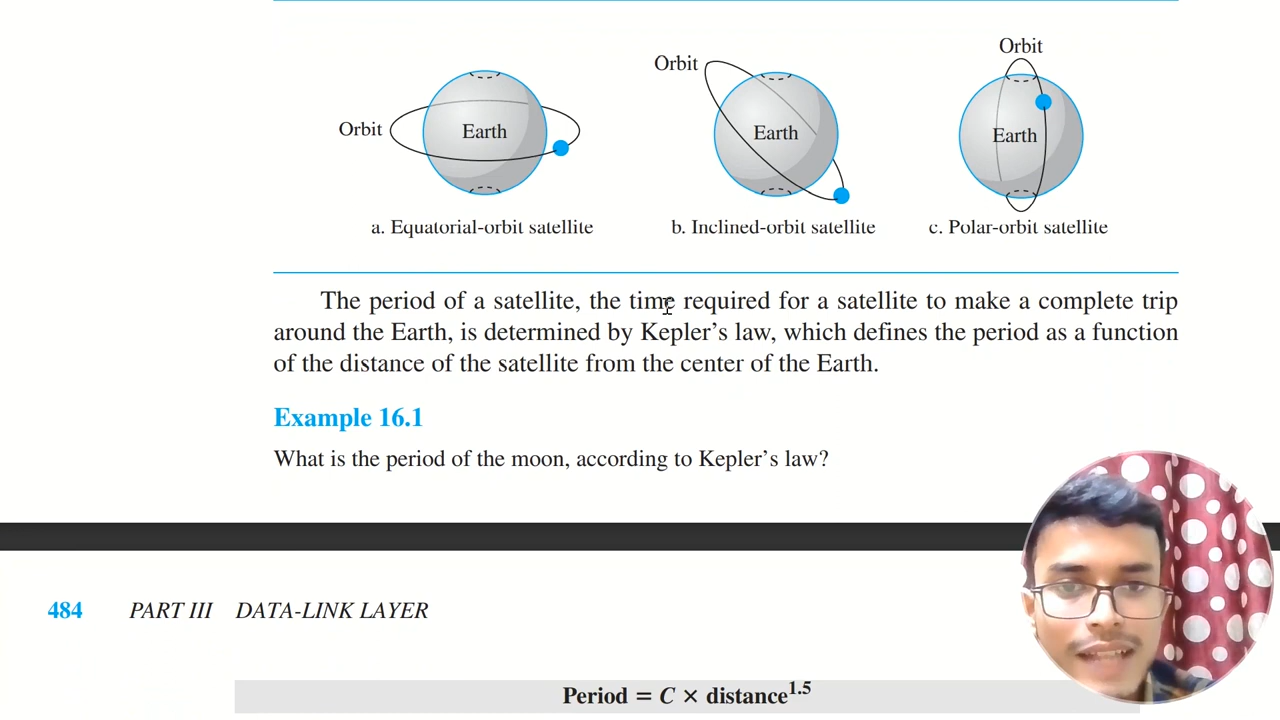 Orbit
Earth
a. Equatorial-orbit satellite
Orbit
Earth
b. Inclined-orbit satellite
Orbit
Earth
c. Polar-orbit satellite
The period of a satellite, the time required for a satellite to make a complete trip
around the Earth, is determined by Kepler's law, which defines the period as a function
of the distance of the satellite from the center of the Earth.
Example 16.1
What is the period of the moon, according to Kepler's law?
484 PART III DATA-LINK LAYER
Period = C × distance^1.5